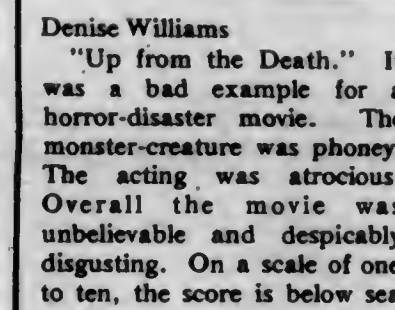 Denise Williams
"Up from the Death." I
was a bad example for a
horror-disaster movie. The
monster-creature was phoney
The acting was atrocious
Overall the movie was
unbelievable and despicably
disgusting. On a scale of one
to ten, the score is below sea